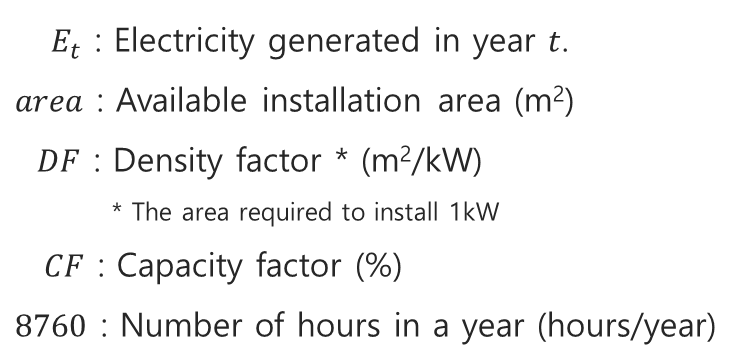 E_t : Electricity generated in year t.
area : Available installation area (m²)
DF : Density factor * (m²/kW)
* The area required to install 1kW
CF : Capacity factor (%)
8760 : Number of hours in a year (hours/year)